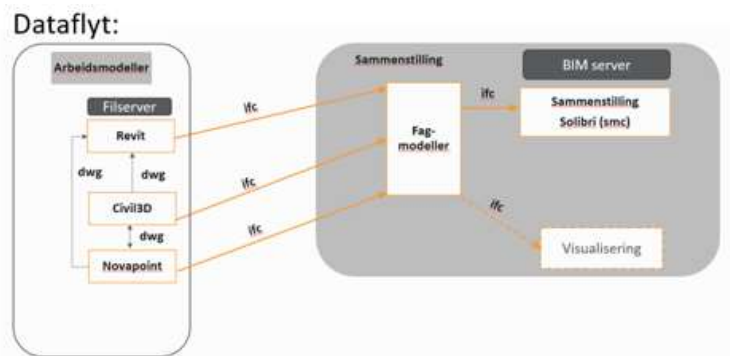 Dataflyt:
Arbeidsmodeller
Filserver
Revit
dwg
dwg
Civil3D
dwg
Novapoint
ifc
ifc
ifc
Sammenstilling
Fag-
modeller
ifc
BIM server
Sammenstilling
Solibri (smc)
ifc
Visualisering